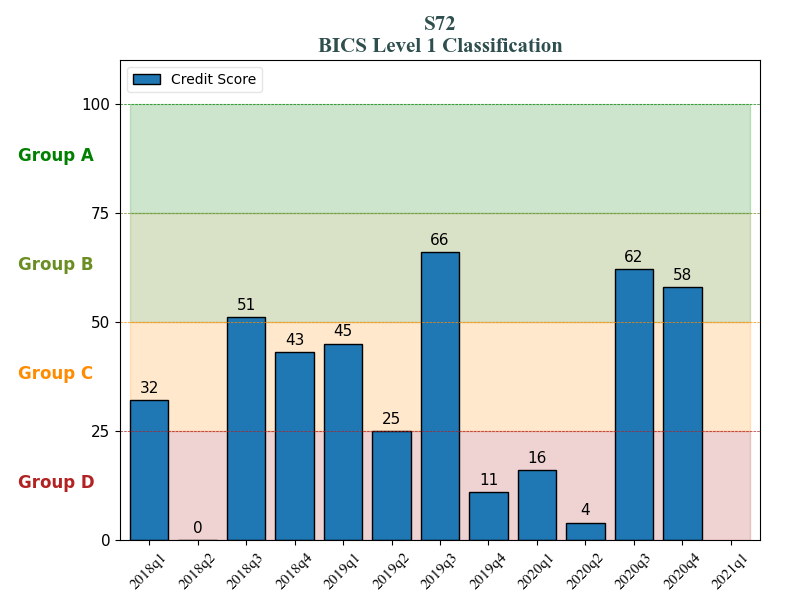 S72
BICS Level 1 Classification
Credit Score
100
Group A
75
66
62
Group B
58
51
50
45
43
Group C
32
25
25
16
Group D
11
4
0
0
2018q1 2018q2 2018q3 2018q4 2019q1 2019q2 2019q3 2019q4 2020q1 2020q2 2020q3 2020q4 2021q1